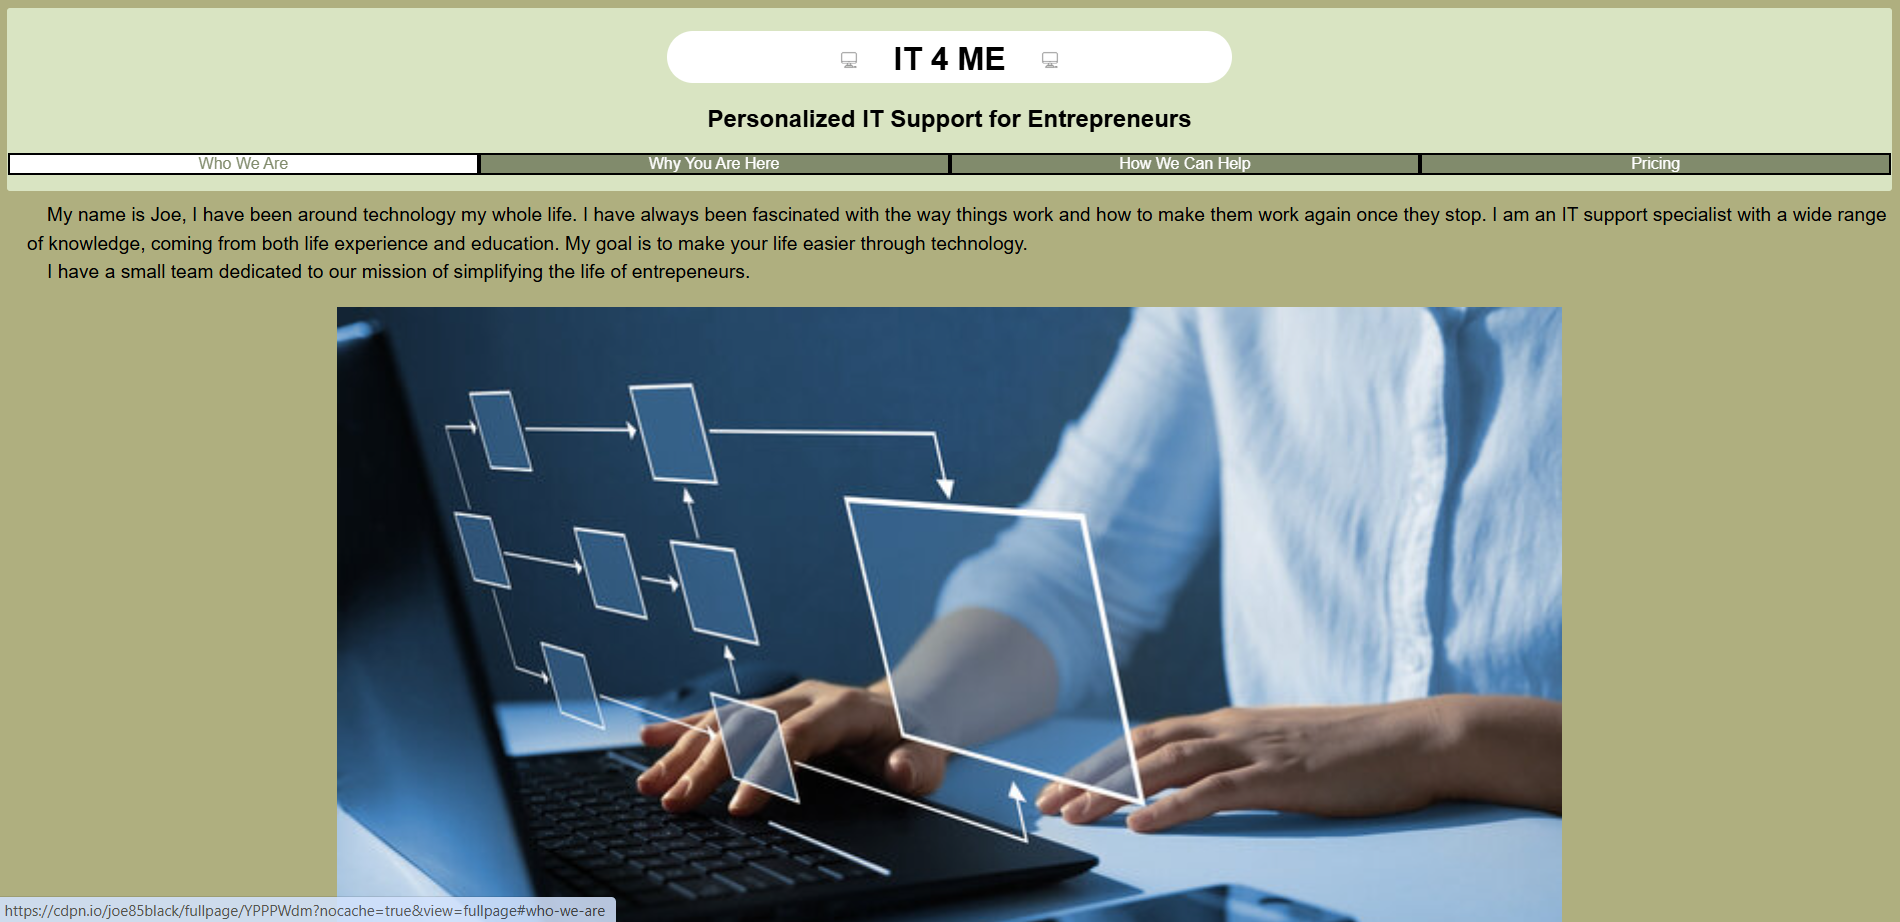 IT 4 ME
Personalized IT Support for Entrepreneurs
Who We Are
Why You Are Here
How We Can Help
Pricing
My name is Joe, I have been around technology my whole life. I have always been fascinated with the way things work and how to make them work again once they stop. I am an IT support specialist with a wide range
of knowledge, coming from both life experience and education. My goal is to make your life easier through technology.
I have a small team dedicated to our mission of simplifying the life of entrepeneurs.
https://cdpn.io/joe85black/fullpage/YPPPWdm?nocache=true&view=fullpage#who-we-are